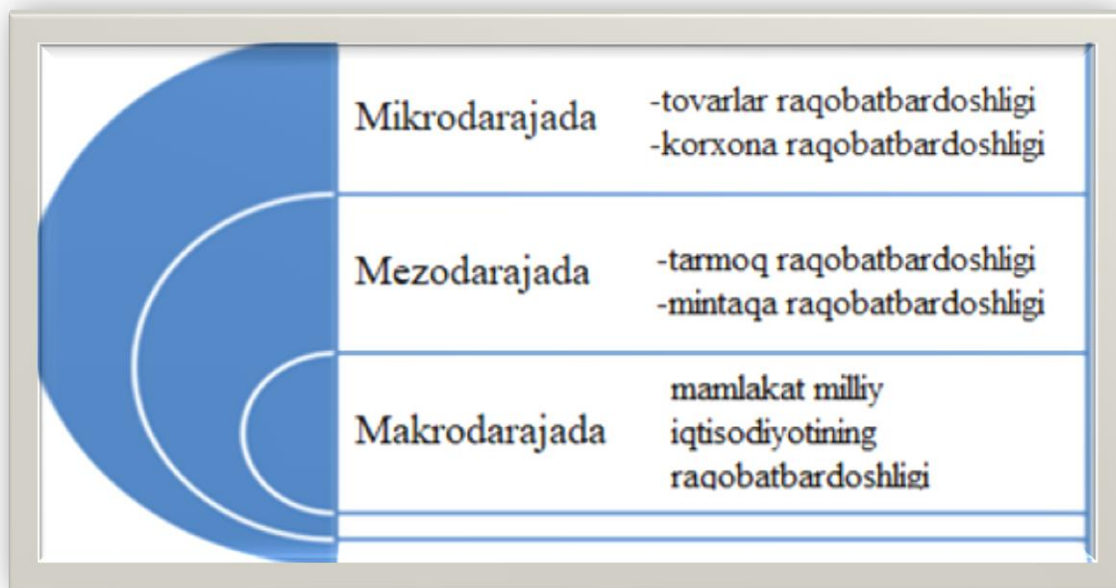 Mikrodarajada
-tovarlar raqobatbardoshligi
-korxona raqobatbardoshligi
Mezodarajada
-tarmoq raqobatbardoshligi
-mintaqa raqobatbardoshligi
Makrodarajada
mamlakat milliy
iqtisodiyotining
raqobatbardoshligi